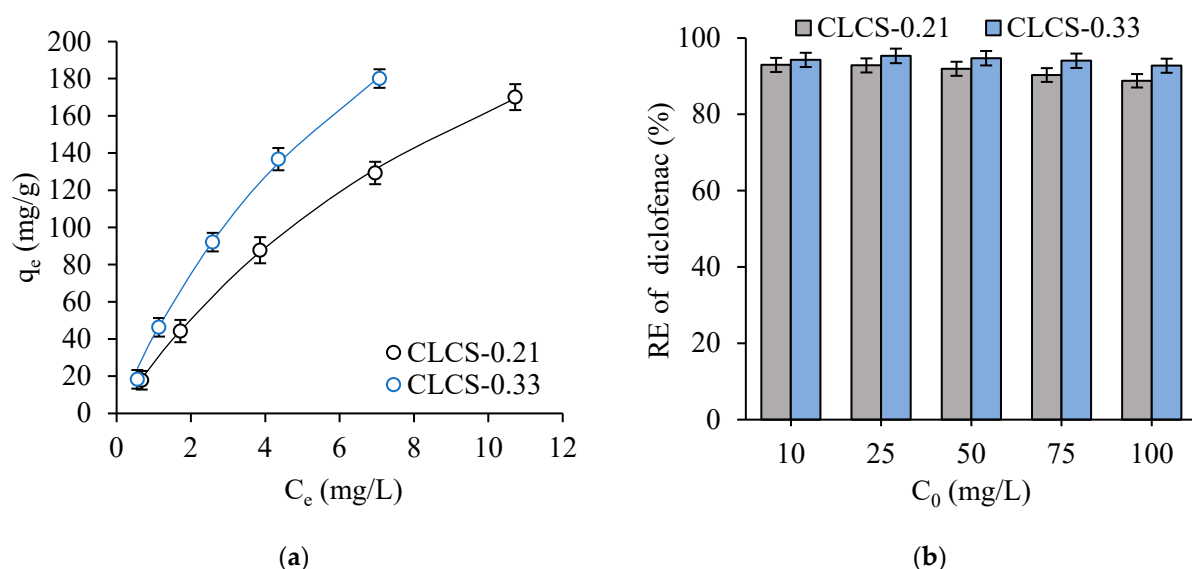 200
180
160
140
120
100
80
60
40
20
0
q_e (mg/g)
0 2 4 6 8 10 12
C_e (mg/L)
CLCS-0.21
CLCS-0.33
(a)
CLCS-0.21 CLCS-0.33
100
80
60
40
20
0
RE of diclofenac (%)
10 25 50 75 100
C_0 (mg/L)
(b)